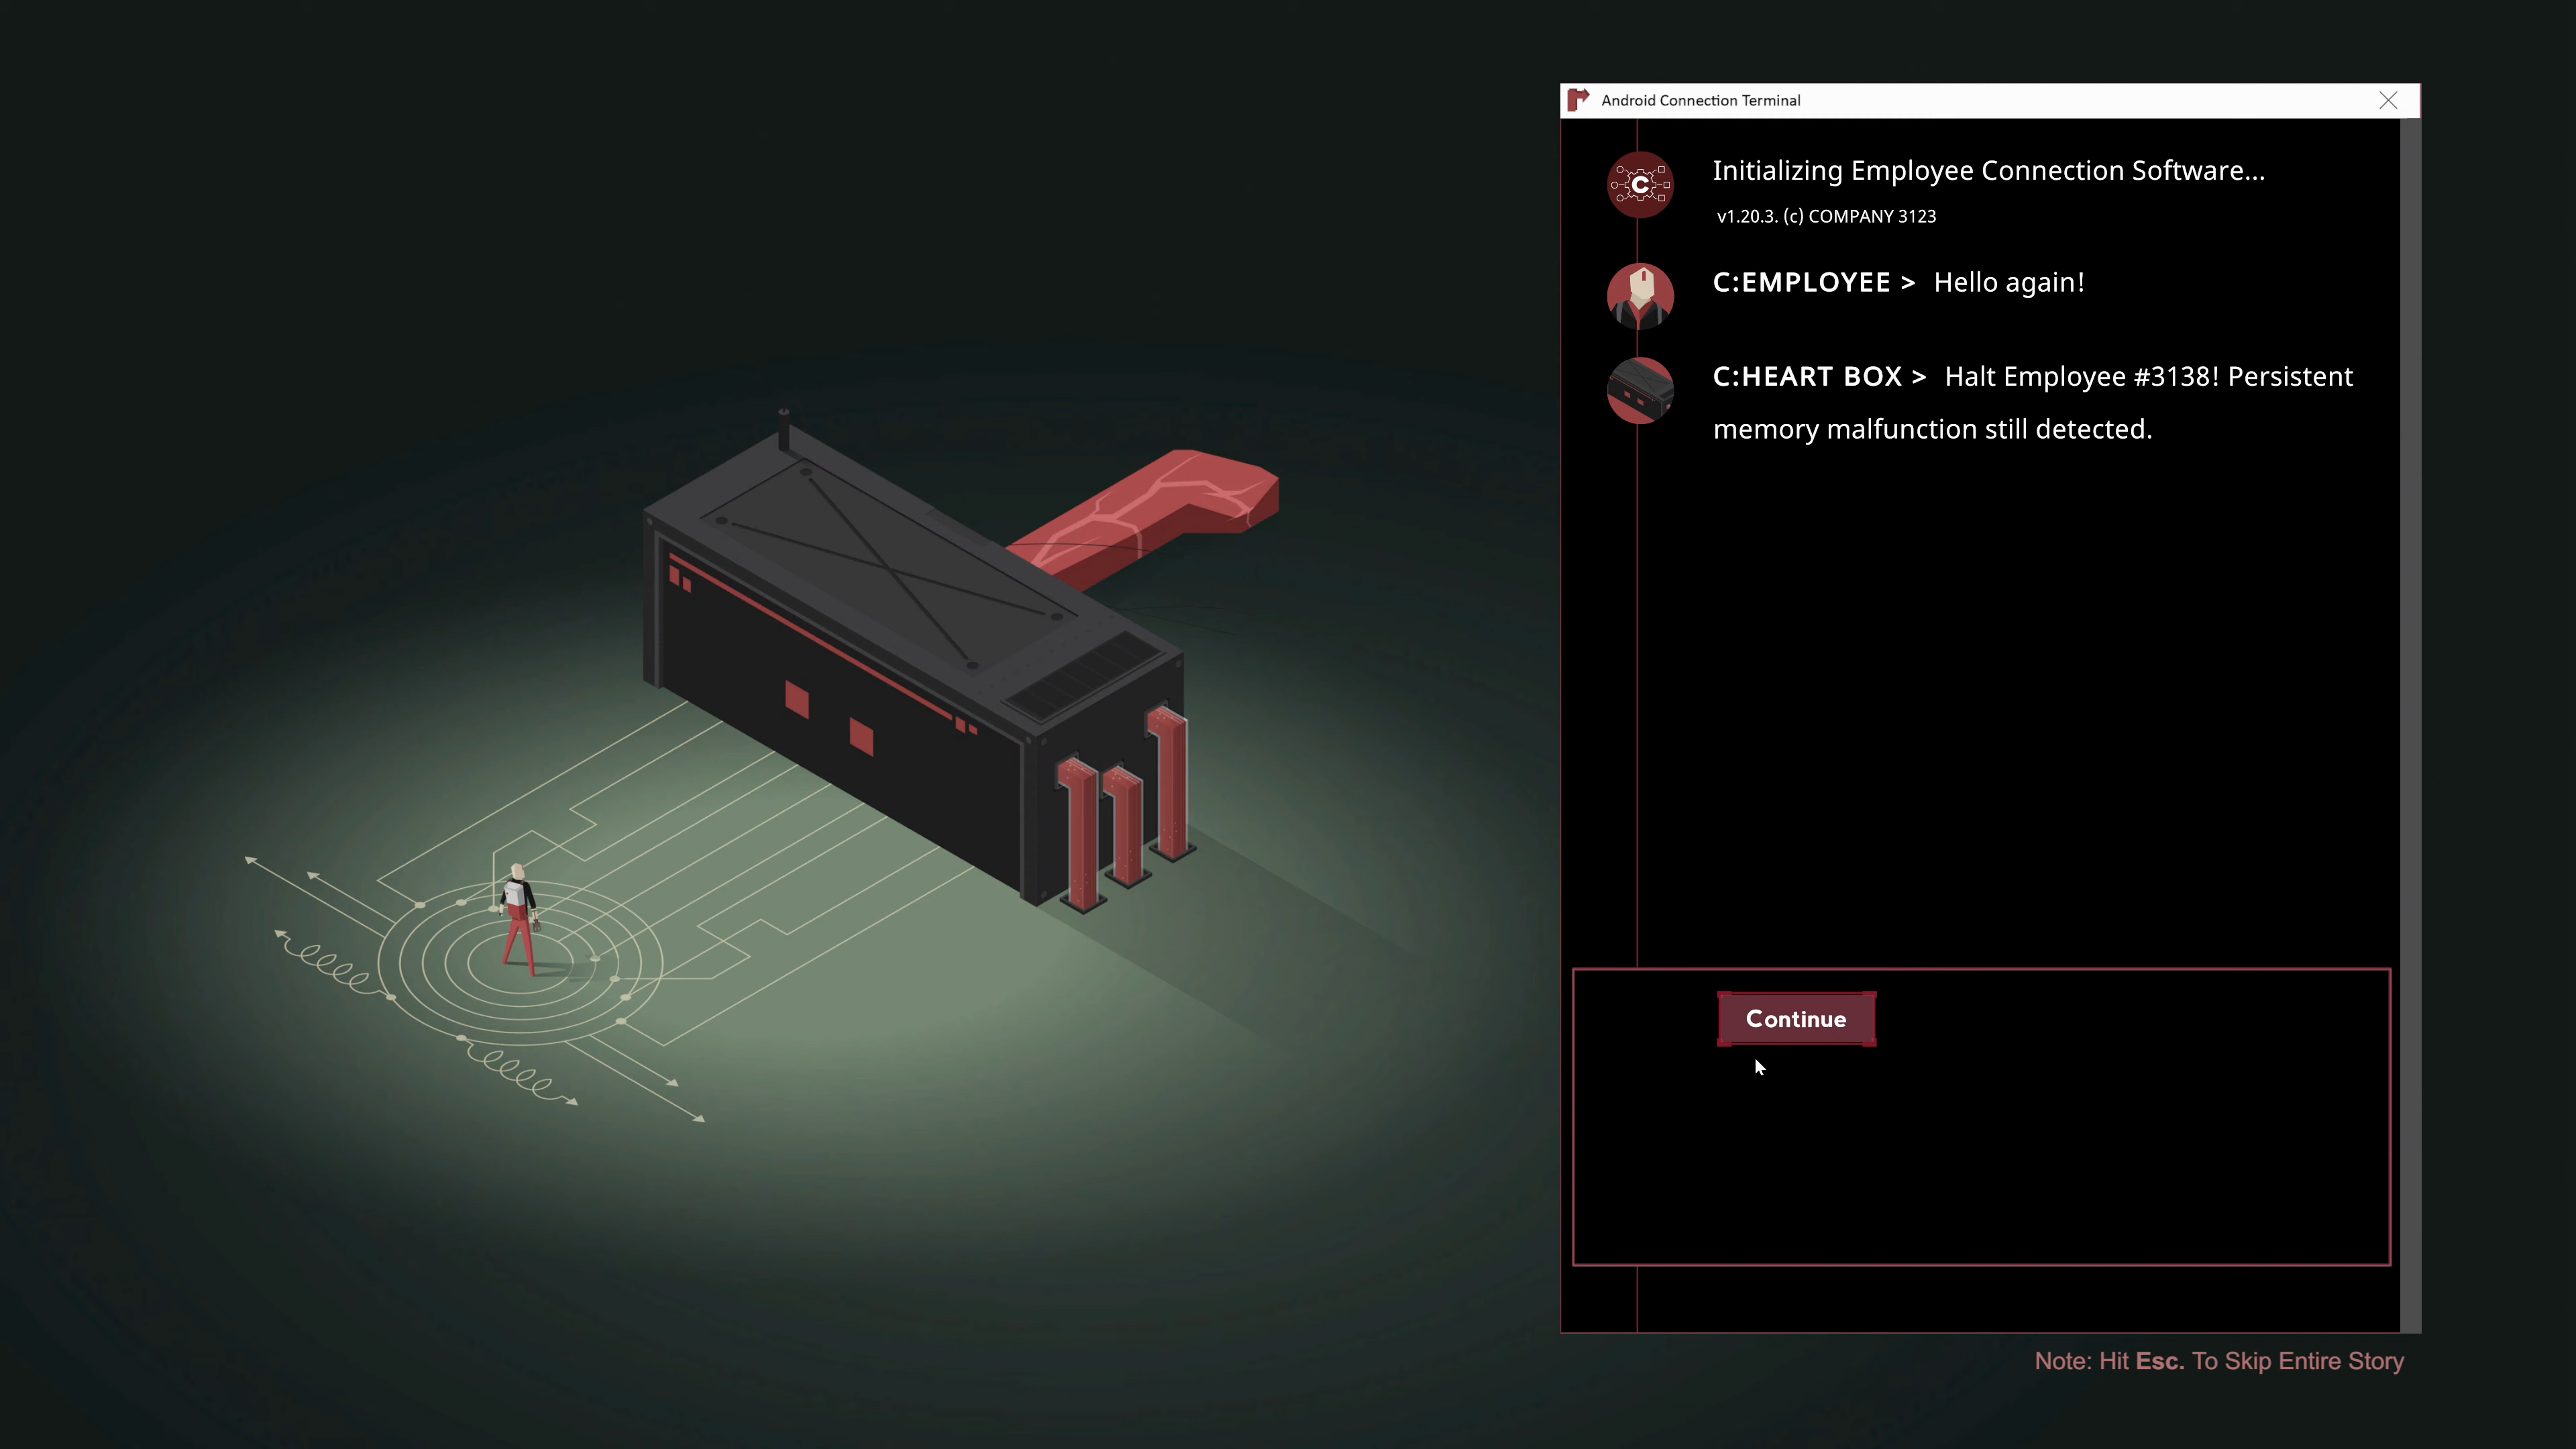 Android Connection Terminal
C
Initializing Employee Connection Software...
v1.20.3. (c) COMPANY 3123
C:EMPLOYEE > Hello again!
C:HEART BOX > Halt Employee #3138! Persistent
memory malfunction still detected.
Continue
Note: Hit Esc. To Skip Entire Story